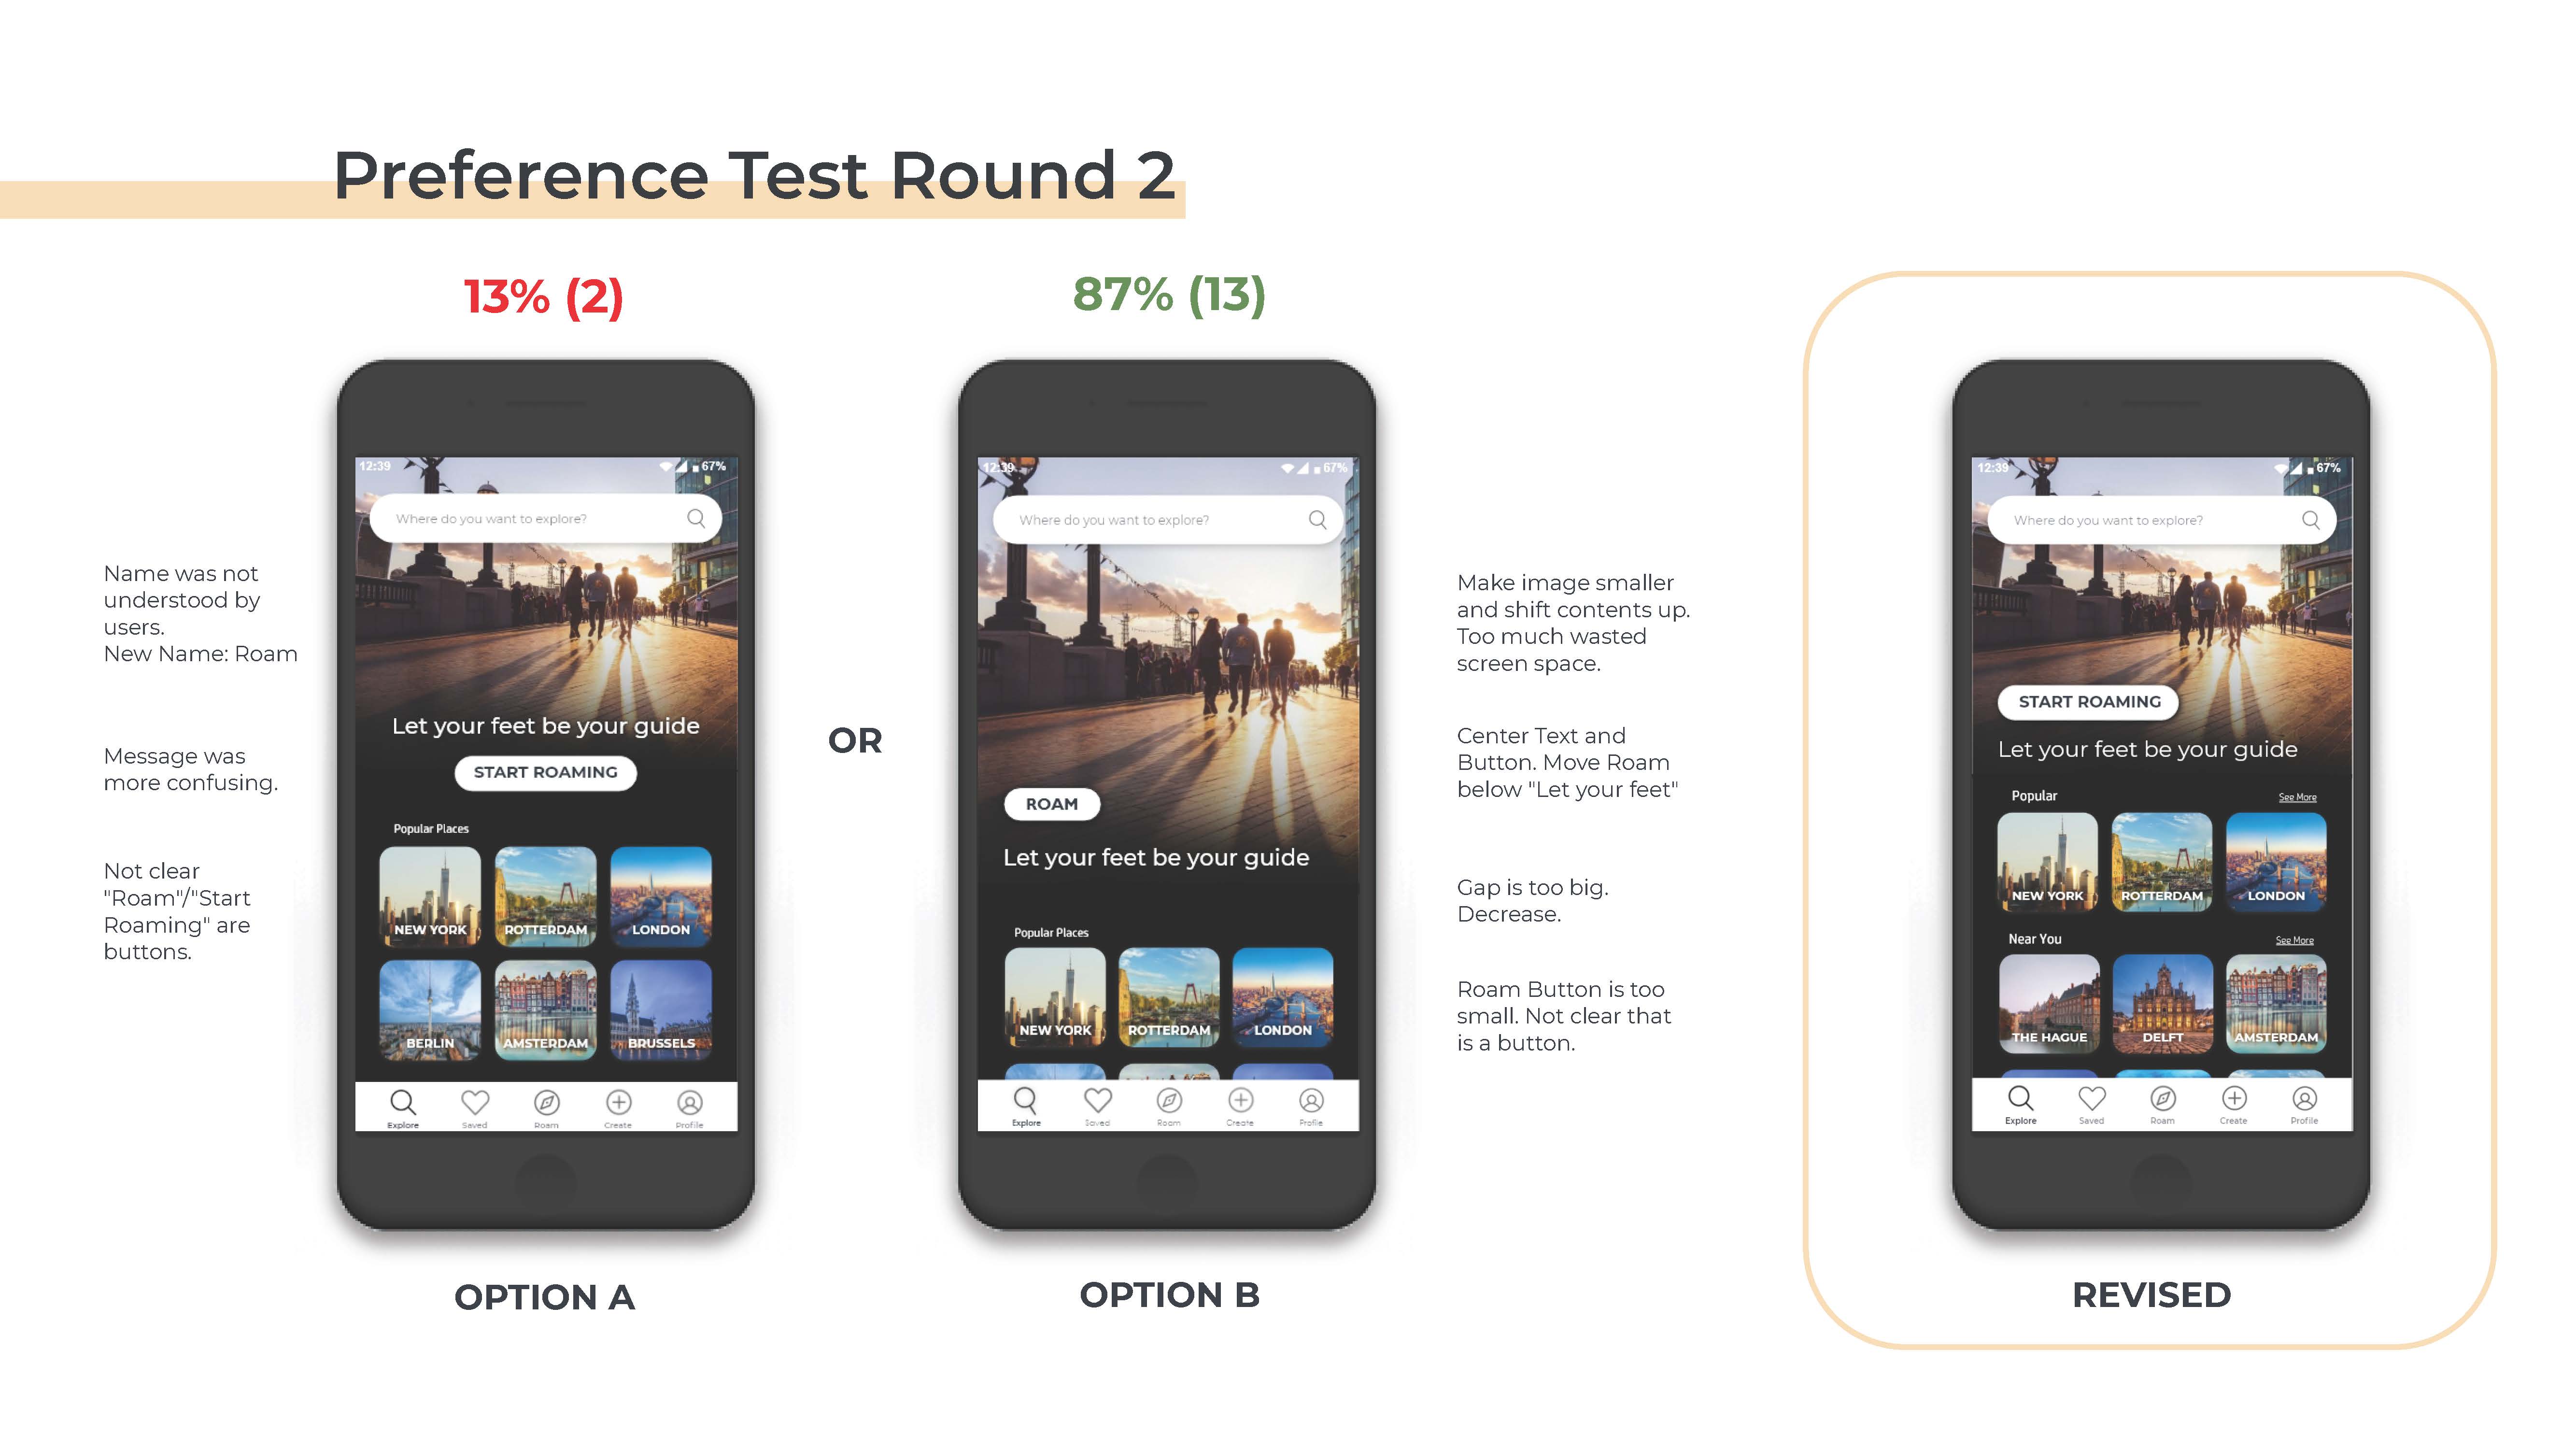 Preference Test Round 2
13% (2)
87% (13)
Name was not
understood by
users.
New Name: Roam
Message was
more confusing.
Not clear
"Roam"/"Start
Roaming" are
buttons.
12:39
67%
Where do you want to explore?
Let your feet be your guide
START ROAMING
Popular Places
NEW YORK
ROTTERDAM
LONDON
BERLIN
AMSTERDAM
BRUSSELS
Explore
Saved
Roam
Create
Profile
OPTION A
OR
12:39
67%
Where do you want to explore?
ROAM
Let your feet be your guide
Popular Places
NEW YORK
ROTTERDAM
LONDON
Explore
Saved
Roam
Create
Profile
OPTION B
Make image smaller
and shift contents up.
Too much wasted
screen space.
Center Text and
Button. Move Roam
below "Let your feet"
Gap is too big.
Decrease.
Roam Button is too
small. Not clear that
is a button.
12:39
67%
Where do you want to explore?
START ROAMING
Let your feet be your guide
Popular
See More
NEW YORK
ROTTERDAM
LONDON
Near You
See More
THE HAGUE
DELFT
AMSTERDAM
Explore
Saved
Roam
Create
Profile
REVISED